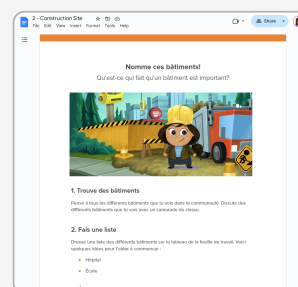 2 - Construction Site
File Edit View Insert Format Tools Help
Share
Nomme ces bâtiments!
Qu'est-ce qui fait qu'un bâtiment est important?
1. Trouve des bâtiments
Pense à tous les différents bâtiments que tu vois dans la communauté. Discute des
différents bâtiments que tu vois avec un camarade de classe.
2. Fais une liste
Dresse une liste des différents bâtiments sur le tableau de la feuille de travail. Voici
quelques idées pour t'aider à commencer :
Hôpital
École